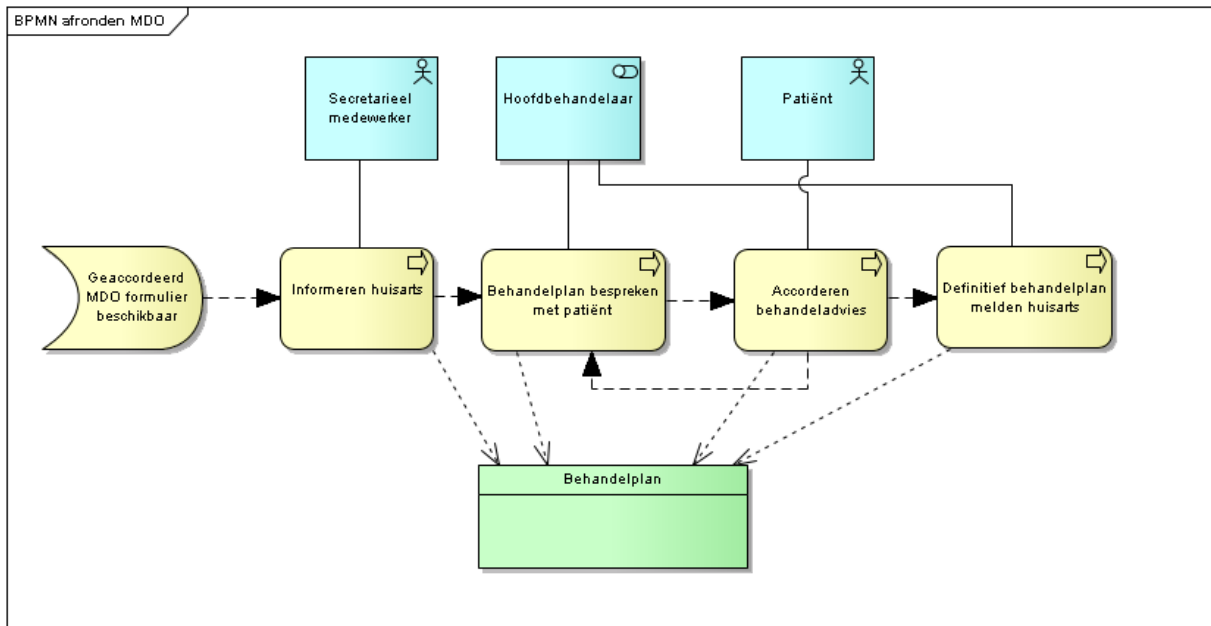 BPMN afronden MDO
Secretarieel
medewerker
Hoofdbehandelaar
Patiënt
Geaccordeerd
MDO formulier
beschikbaar
Informeren huisarts
Behandelplan bespreken
met patiënt
Accorderen
behandeladvies
Definitief behandelplan
melden huisarts
Behandelplan